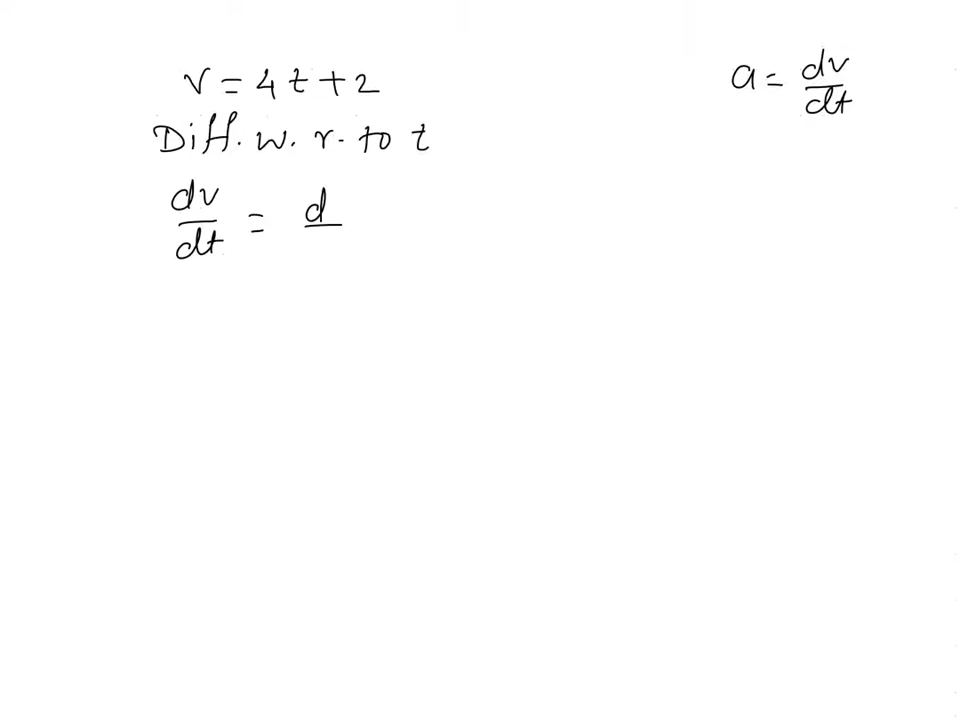 v = 4t + 2
a = dv/dt
Diff. w. r. to t
dv/dt = d